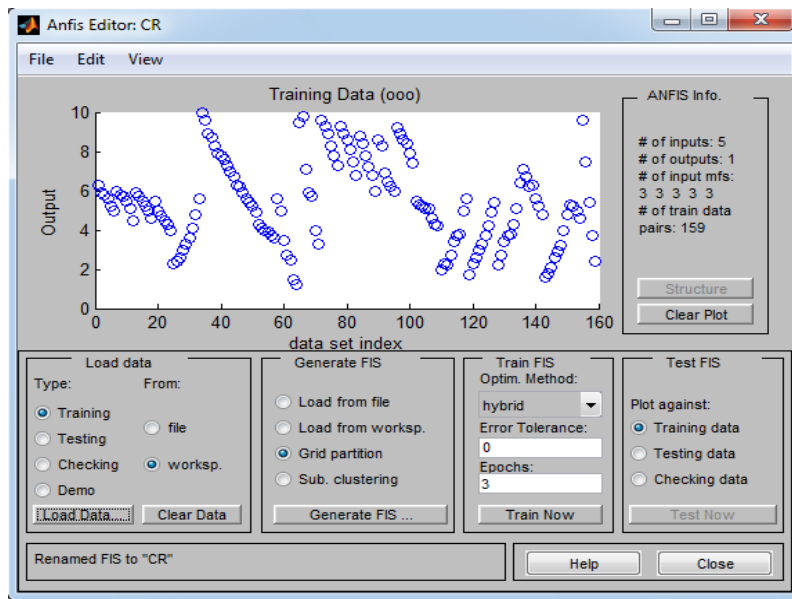 Anfis Editor: CR
File Edit View
Training Data (ooo)
Output
10
8
6
4
2
0
0 20 40 60 80 100 120 140 160
data set index
ANFIS Info.
# of inputs: 5
# of outputs: 1
# of input mfs:
3 3 3 3 3
# of train data
pairs: 159
Structure
Clear Plot
Load data
Type: From:
Training
Testing
Checking
Demo
file
worksp.
Load Data...
Clear Data
Generate FIS
Load from file
Load from worksp.
Grid partition
Sub. clustering
Generate FIS ...
Train FIS
Optim. Method:
hybrid
Error Tolerance:
0
Epochs:
3
Train Now
Test FIS
Plot against:
Training data
Testing data
Checking data
Test Now
Renamed FIS to "CR"
Help
Close